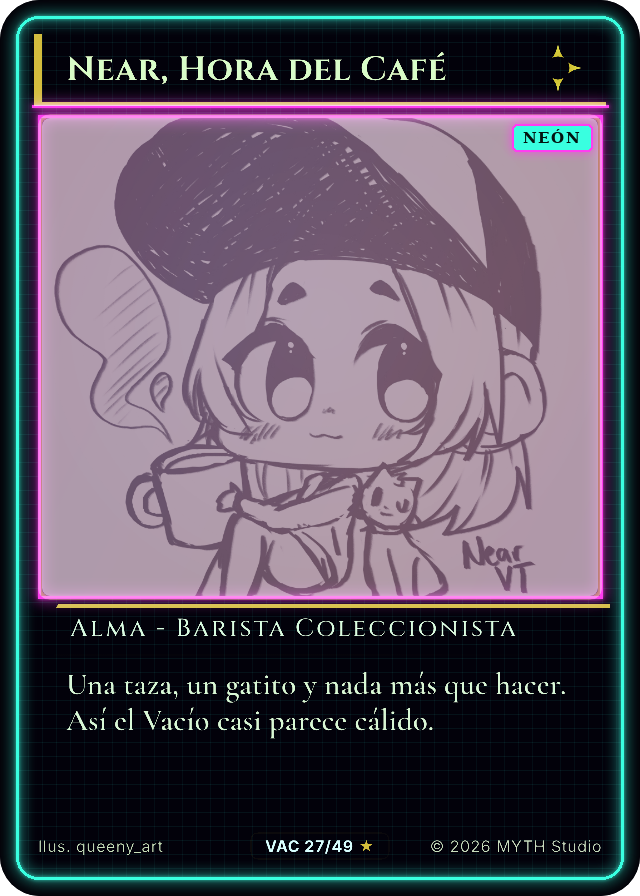 Near, Hora del Café
NEÓN
Near
VT
Alma - Barista Coleccionista
Una taza, un gatito y nada más que hacer.
Así el Vacío casi parece cálido.
Ilus. queeny_art
VAC 27/49 ★
© 2026 MYTH Studio